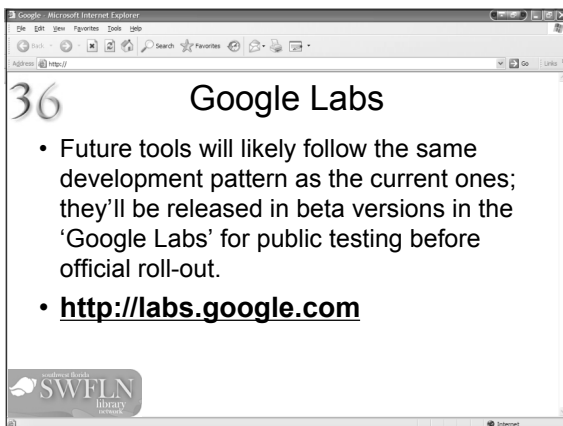 Google - Microsoft Internet Explorer
File Edit View Favorites Tools Help
Back Search Favorites
Address http:// Go Links
36
Google Labs
• Future tools will likely follow the same
development pattern as the current ones;
they'll be released in beta versions in the
‘Google Labs’ for public testing before
official roll-out.
• http://labs.google.com
southwest florida
SWFLN
library
network
Internet